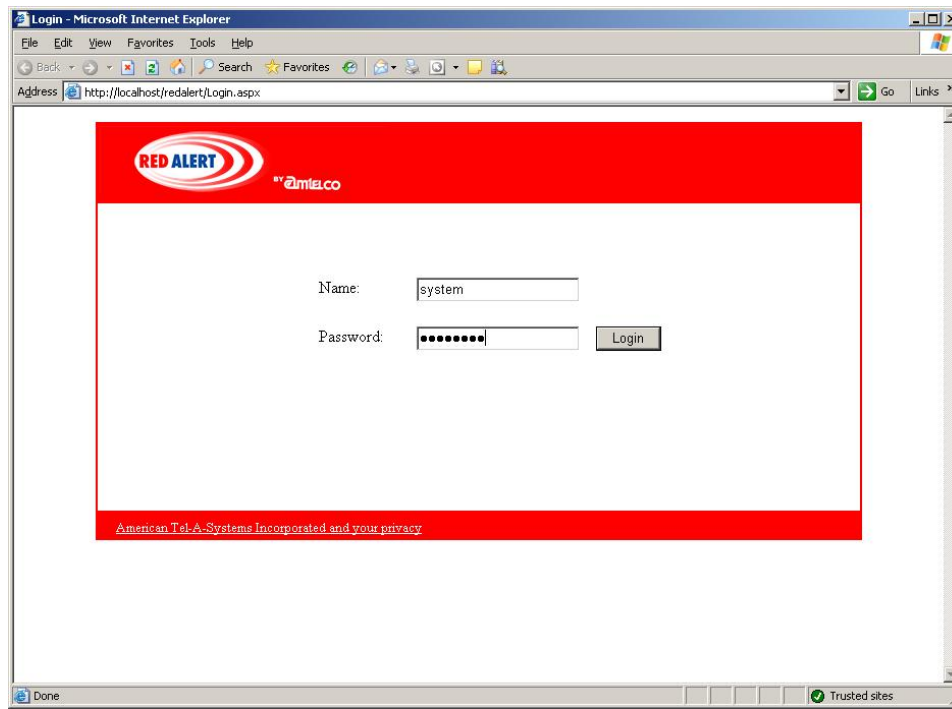 Login - Microsoft Internet Explorer
File Edit View Favorites Tools Help
Back Search Favorites
Address http://localhost/redalert/Login.aspx Go Links »
RED ALERT
BY amtelco
Name: system
Password: ●●●●●●●●
Login
American Tel-A-Systems Incorporated and your privacy
Done Trusted sites